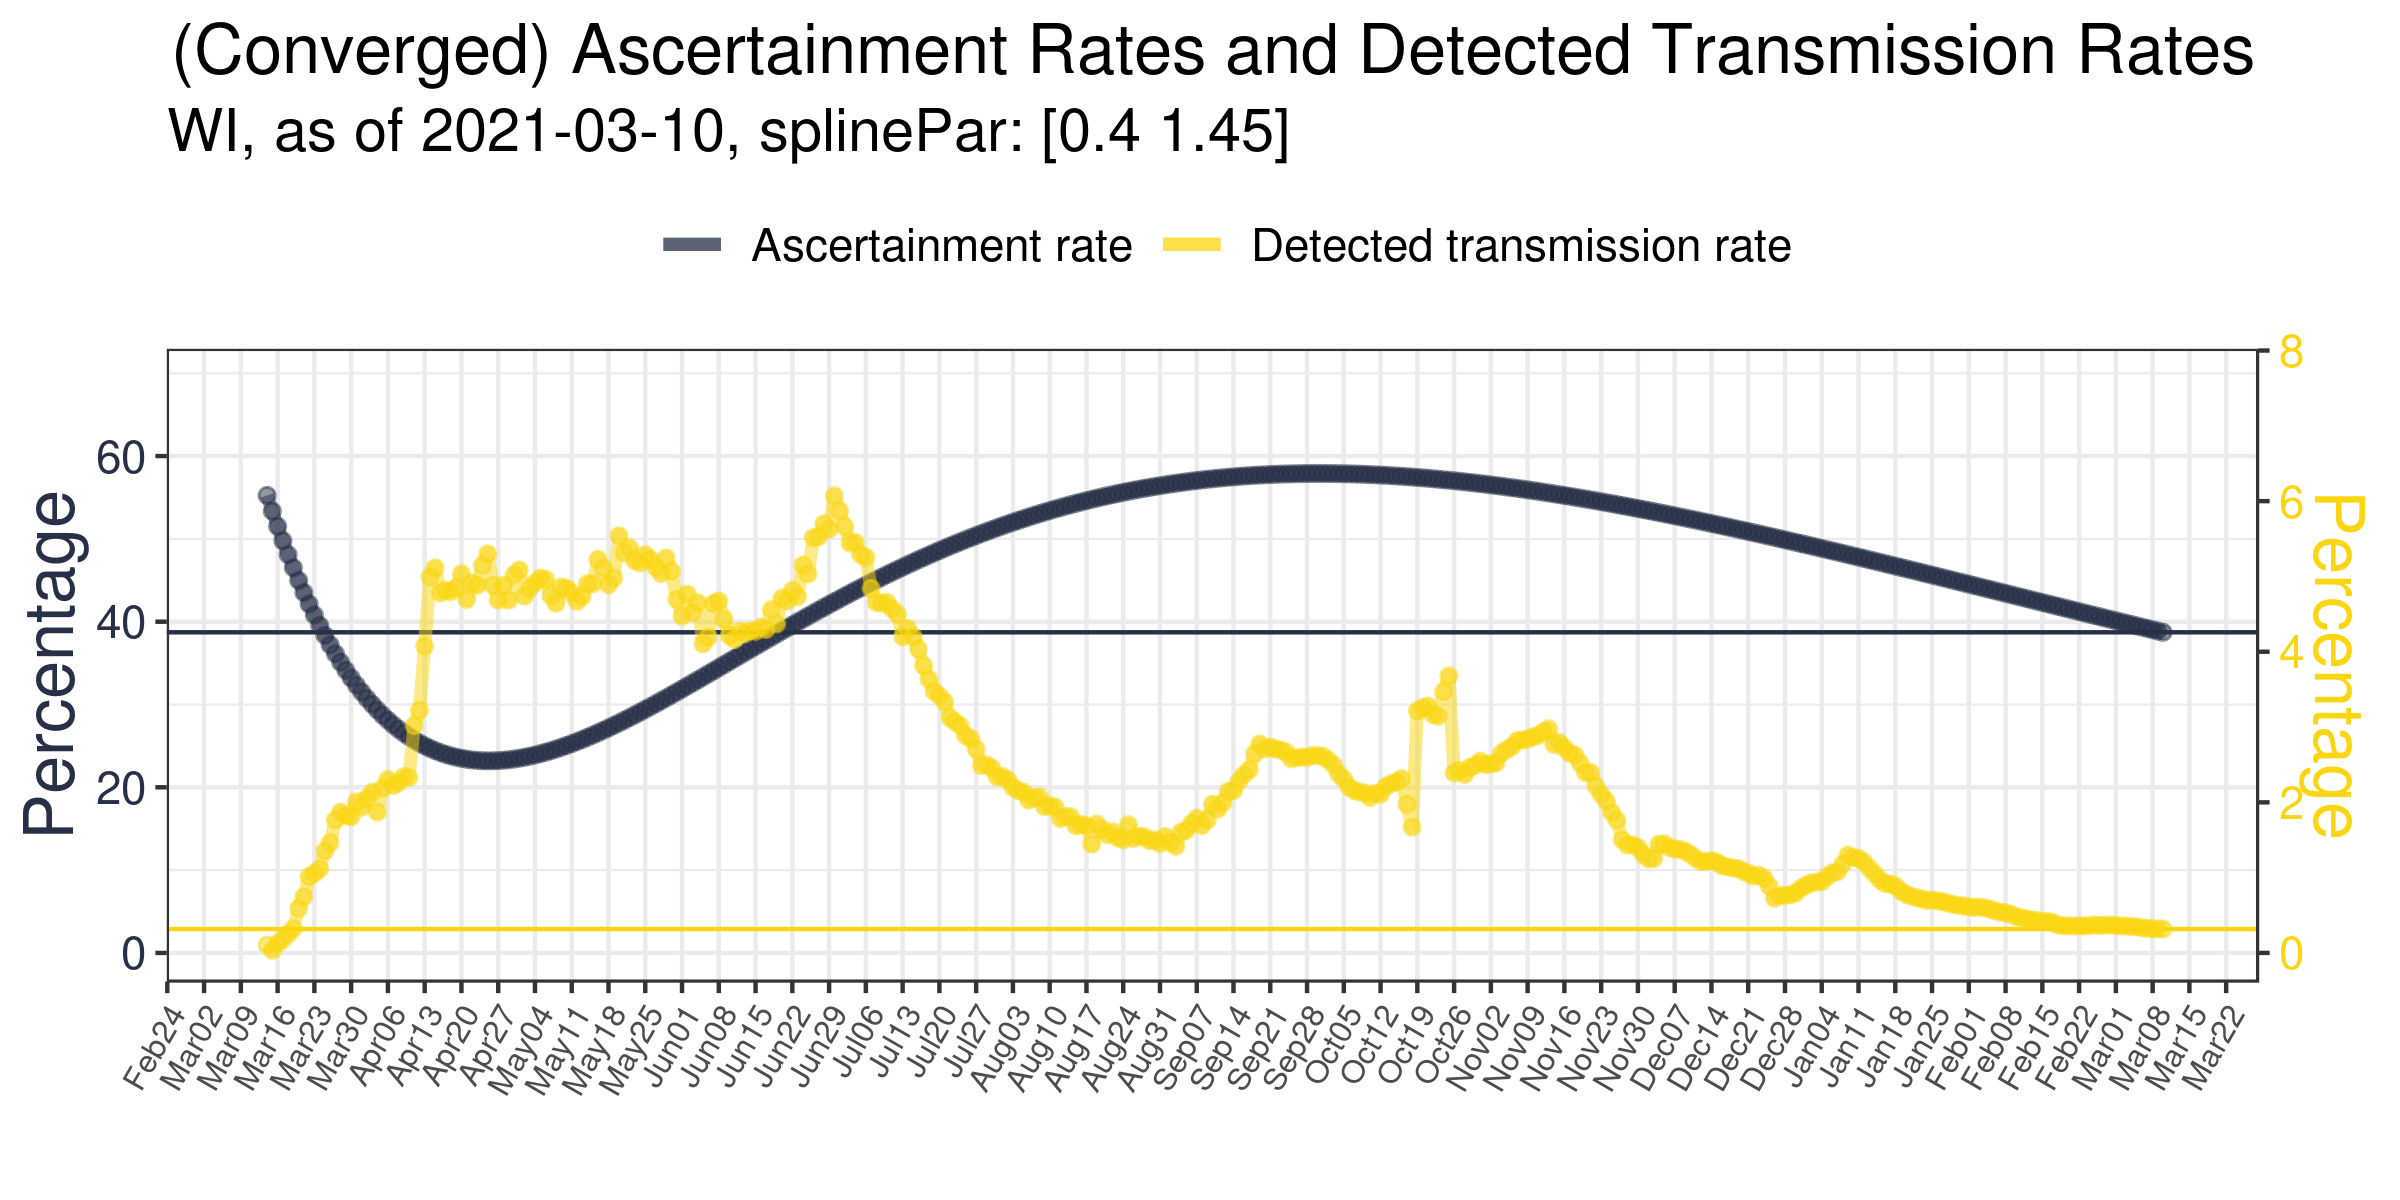 (Converged) Ascertainment Rates and Detected Transmission Rates
WI, as of 2021-03-10, splinePar: [0.4 1.45]
Ascertainment rate Detected transmission rate
Percentage
60
40
20
0
8
6
4
2
0
Percentage
Feb24 Mar02 Mar09 Mar16 Mar23 Mar30 Apr06 Apr13 Apr20 Apr27 May04 May11 May18 May25 Jun01 Jun08 Jun15 Jun22 Jun29 Jul06 Jul13 Jul20 Jul27 Aug03 Aug10 Aug17 Aug24 Aug31 Sep07 Sep14 Sep21 Sep28 Oct05 Oct12 Oct19 Oct26 Nov02 Nov09 Nov16 Nov23 Nov30 Dec07 Dec14 Dec21 Dec28 Jan04 Jan11 Jan18 Jan25 Feb01 Feb08 Feb15 Feb22 Mar01 Mar08 Mar15 Mar22